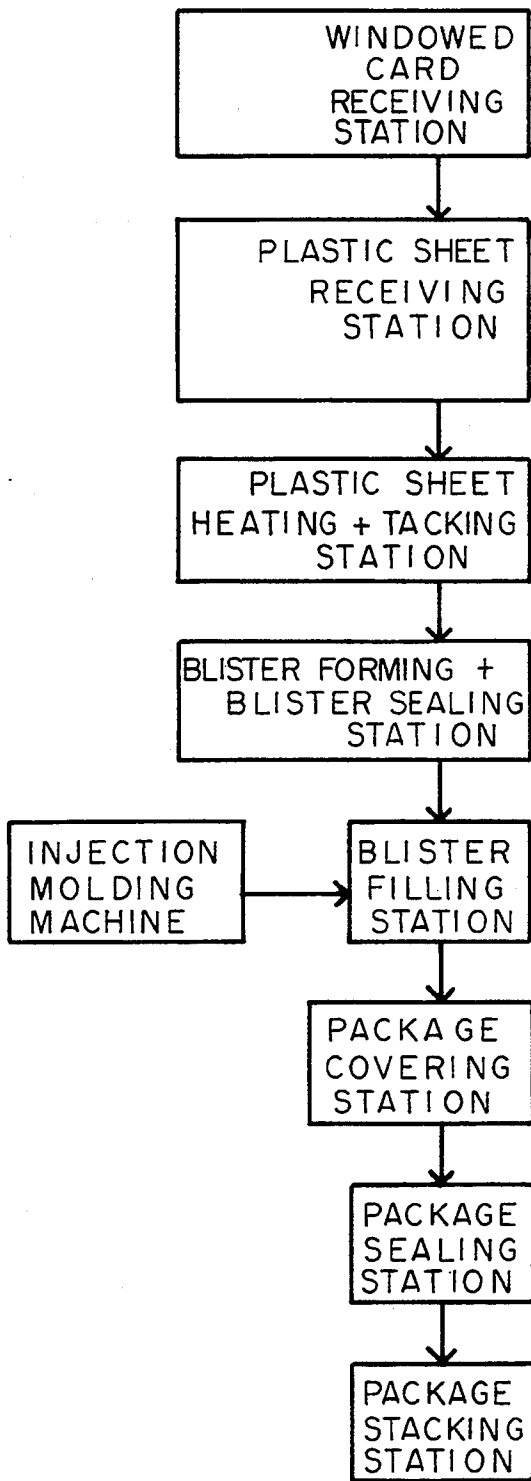 WINDOWED
CARD
RECEIVING
STATION
PLASTIC SHEET
RECEIVING
STATION
PLASTIC SHEET
HEATING + TACKING
STATION
BLISTER FORMING +
BLISTER SEALING
STATION
INJECTION
MOLDING
MACHINE
BLISTER
FILLING
STATION
PACKAGE
COVERING
STATION
PACKAGE
SEALING
STATION
PACKAGE
STACKING
STATION